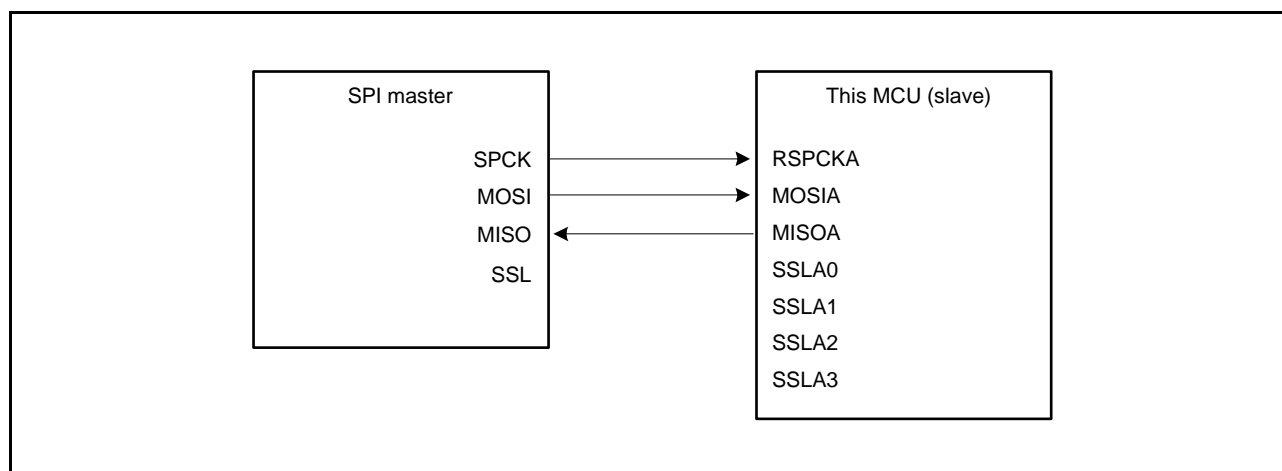 SPI master
SPCK
MOSI
MISO
SSL
This MCU (slave)
RSPCKA
MOSIA
MISOA
SSLA0
SSLA1
SSLA2
SSLA3